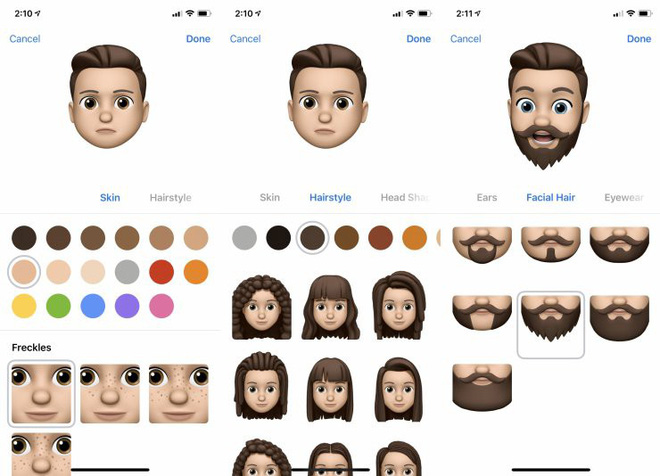 2:10
Cancel
Done
Skin
Hairstyle
Freckles
2:10
Cancel
Done
Skin
Hairstyle
Head Sha
2:11
Cancel
Done
Ears
Facial Hair
Eyewear